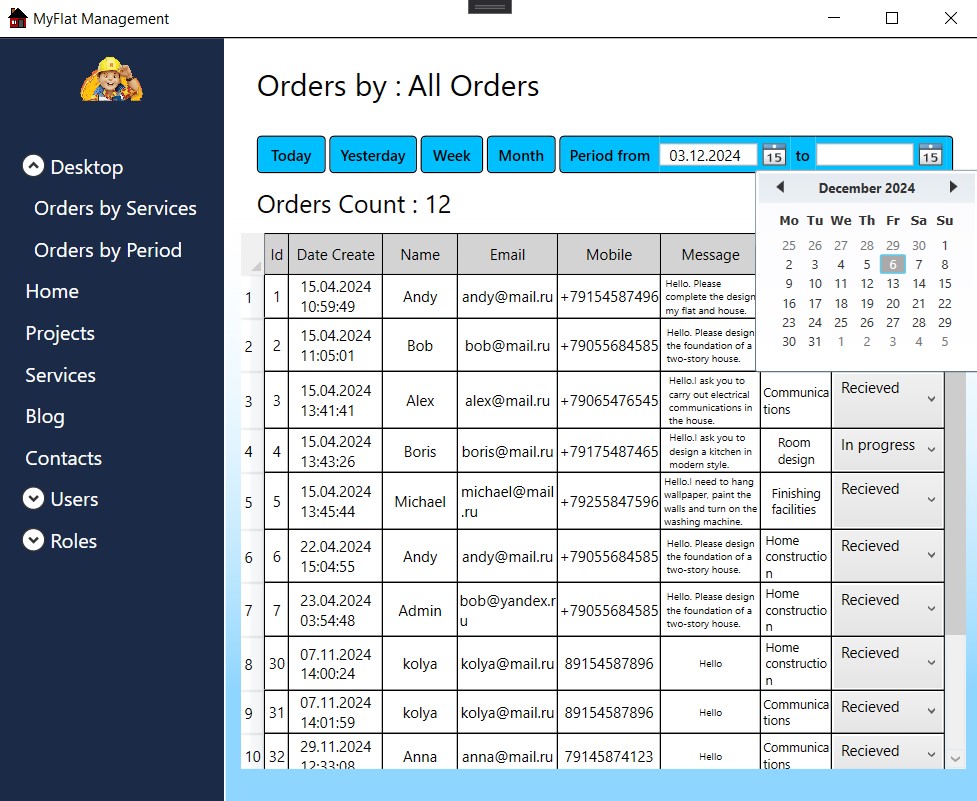 MyFlat Management
Orders by : All Orders
Desktop
Orders by Services
Orders by Period
Home
Projects
Services
Blog
Contacts
Users
Roles
Today Yesterday Week Month Period from 03.12.2024 15 to 15
Orders Count : 12
December 2024
Mo Tu We Th Fr Sa Su
25 26 27 28 29 30 1
2 3 4 5 6 7 8
9 10 11 12 13 14 15
16 17 18 19 20 21 22
23 24 25 26 27 28 29
30 31 1 2 3 4 5
Id Date Create Name Email Mobile Message
1 1 15.04.2024 10:59:49 Andy andy@mail.ru +79154587496
Hello. Please
complete the design
my flat and house.
2 2 15.04.2024 11:05:01 Bob bob@mail.ru +79055684585
Hello. Please design
the foundation of a
two-story house.
3 3 15.04.2024 13:41:41 Alex alex@mail.ru +79065476545
Hello.I ask you to
carry out electrical
communications in
the house.
Communica
tions
Recieved
4 4 15.04.2024 13:43:26 Boris boris@mail.ru +79175487465
Hello.I ask you to
design a kitchen in
modern style.
Room
design
In progress
5 5 15.04.2024 13:45:44 Michael michael@mail
.ru
+79255847596
Hello.I need to hang
wallpaper, paint the
walls and turn on the
washing machine.
Finishing
facilities
Recieved
6 6 22.04.2024 15:04:55 Andy andy@mail.ru +79055684585
Hello. Please design
the foundation of a
two-story house.
Home
constructio
n
Recieved
7 7 23.04.2024 03:54:48 Admin bob@yandex.r
u
+79055684585
Hello. Please design
the foundation of a
two-story house.
Home
constructio
n
Recieved
8 30 07.11.2024 14:00:24 kolya kolya@mail.ru 89154587896 Hello
Home
constructio
n
Recieved
9 31 07.11.2024 14:01:59 kolya kolya@mail.ru 89154587896 Hello
Communica
tions
Recieved
10 32 29.11.2024 12:33:08 Anna anna@mail.ru 79145874123 Hello
Communica
tions
Recieved